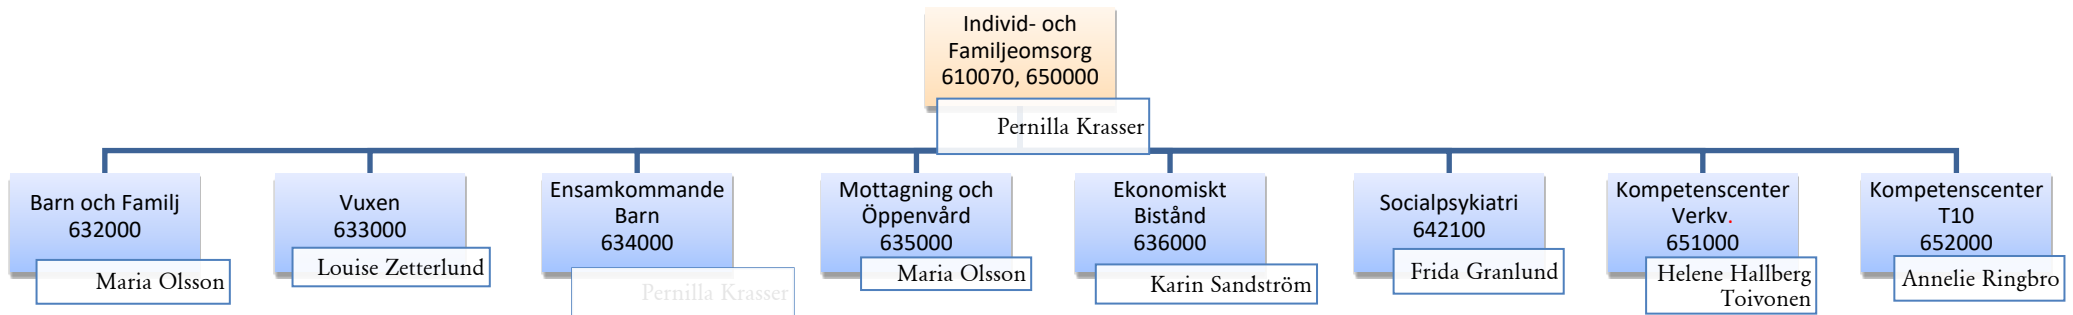 Individ- och
Familjeomsorg
610070, 650000
Pernilla Krasser
Barn och Familj
632000
Maria Olsson
Vuxen
633000
Louise Zetterlund
Ensamkommande
Barn
634000
Pernilla Krasser
Mottagning och
Öppenvård
635000
Maria Olsson
Ekonomiskt
Bistånd
636000
Karin Sandström
Socialpsykiatri
642100
Frida Granlund
Kompetenscenter
Verkv.
651000
Helene Hallberg
Toivonen
Kompetenscenter
T10
652000
Annelie Ringbro